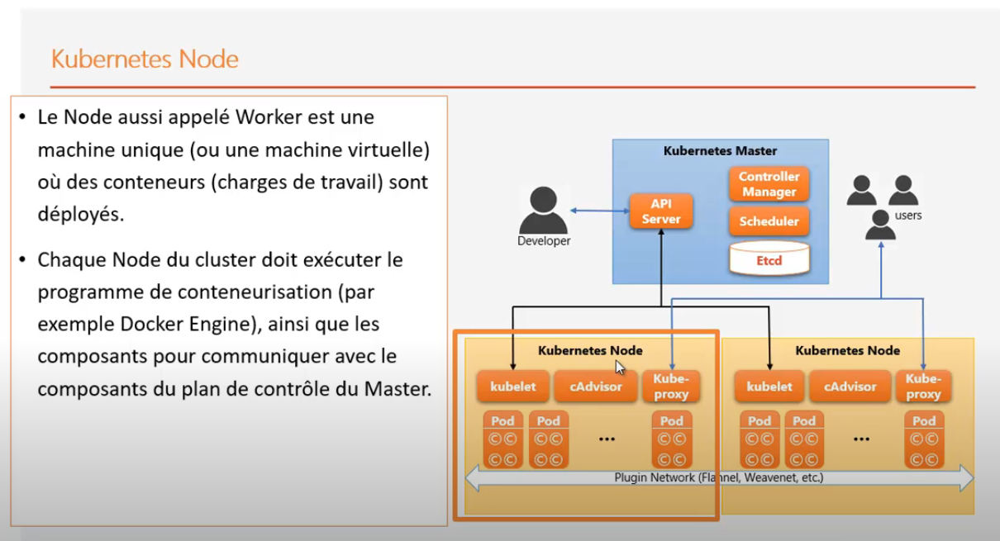 Kubernetes Node
• Le Node aussi appelé Worker est une
machine unique (ou une machine virtuelle)
où des conteneurs (charges de travail) sont
déployés.
• Chaque Node du cluster doit exécuter le
programme de conteneurisation (par
exemple Docker Engine), ainsi que les
composants pour communiquer avec le
composants du plan de contrôle du Master.
Kubernetes Master
Controller
Manager
API
Server
Scheduler
Etcd
Developer
users
Kubernetes Node
kubelet
cAdvisor
Kube-
proxy
Pod
Pod
...
Pod
© ©
© ©
© ©
© ©
© ©
© ©
Kubernetes Node
kubelet
cAdvisor
Kube-
proxy
Pod
Pod
...
Pod
© ©
© ©
© ©
© ©
© ©
© ©
Plugin Network (Flannel, Weavenet, etc.)